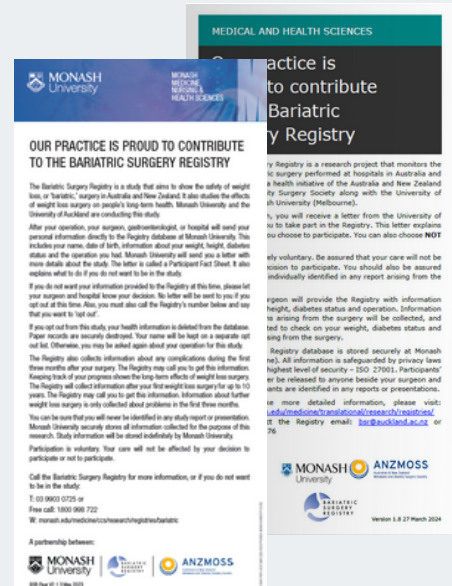 MEDICAL AND HEALTH SCIENCES
actice is
to contribute
Bariatric
y Registry
ry Registry is a research project that monitors the
ic surgery performed at hospitals in Australia and
a health initiative of the Australia and New Zealand
ity Surgery Society along with the University of
sh University (Melbourne).
, you will receive a letter from the University of
u to take part in the Registry. This letter explains
ou choose to participate. You can also choose NOT
ely voluntary. Be assured that your care will not be
cision to participate. You should also be assured
individually identified in any report arising from the
rgeon will provide the Registry with information
height, diabetes status and operation. Information
s arising from the surgery will be collected, and
ted to check on your weight, diabetes status and
sing from the surgery.
Registry database is stored securely at Monash
ne). All information is safeguarded by privacy laws
highest level of security – ISO 27001. Participants'
er be released to anyone beside your surgeon and
ants are identified in any reports or presentations.
e more detailed information, please visit:
.edu/medicine/translational/research/registries/
ct the Registry email: bsr@auckland.ac.nz or
76
MONASH University
ANZMOSS
BARIATRIC
SURGERY
REGISTRY
Version 1.8 27 March 2024
MONASH
University
MONASH
MEDICINE
NURSING &
HEALTH SCIENCES
OUR PRACTICE IS PROUD TO CONTRIBUTE
TO THE BARIATRIC SURGERY REGISTRY
The Bariatric Surgery Registry is a study that aims to show the safety of weight
loss, or 'bariatric,' surgery in Australia and New Zealand. It also studies the effects
of weight loss surgery on people's long-term health. Monash University and the
University of Auckland are conducting this study.
After your operation, your surgeon, gastroenterologist, or hospital will send your
personal information directly to the Registry database at Monash University. This
includes your name, date of birth, information about your weight, height, diabetes
status and the operation you had. Monash University will send you a letter with
more details about the study. The letter is called a Participant Fact Sheet. It also
explains what to do if you do not want to be in the study.
If you do not want your information provided to the Registry at this time, please let
your surgeon and hospital know your decision. No letter will be sent to you if you
opt out at this time. Also, you must also call the Registry's number below and say
that you want to 'opt out'.
If you opt out from this study, your health information is deleted from the database.
Paper records are securely destroyed. Your name will be kept on a separate opt
out list. Otherwise, you may be asked again about your operation for this study.
The Registry also collects information about any complications during the first
three months after your surgery. The Registry may call you to get this information.
Keeping track of your progress shows the long-term effects of weight loss surgery.
The Registry will collect information after your first weight loss surgery for up to 10
years. The Registry may call you to get this information. Information about further
weight loss surgery is only collected about problems in the first three months.
You can be sure that you will never be identified in any study report or presentation.
Monash University securely stores all information collected for the purpose of this
research. Study information will be stored indefinitely by Monash University.
Participation is voluntary. Your care will not be affected by your decision to
participate or not to participate.
Call the Bariatric Surgery Registry for more information, or if you do not want
to be in the study:
T: 03 9903 0725 or
Free call: 1800 998 722
W: monash.edu/medicine/ccs/research/registries/bariatric
A partnership between:
MONASH
University
BARIATRIC
SURGERY
REGISTRY
ANZMOSS